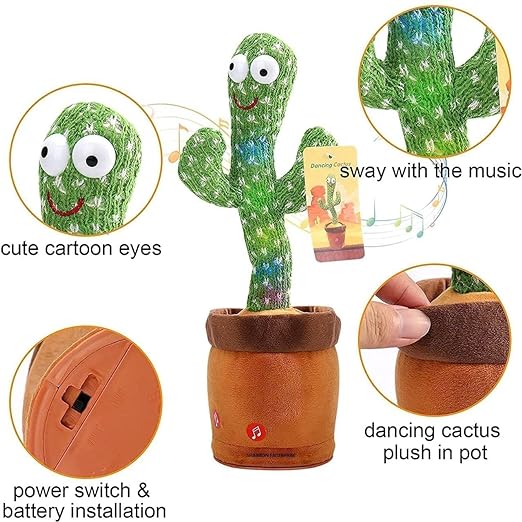 Dancing Cactus
sway with the music
cute cartoon eyes
dancing cactus
plush in pot
power switch &
battery installation